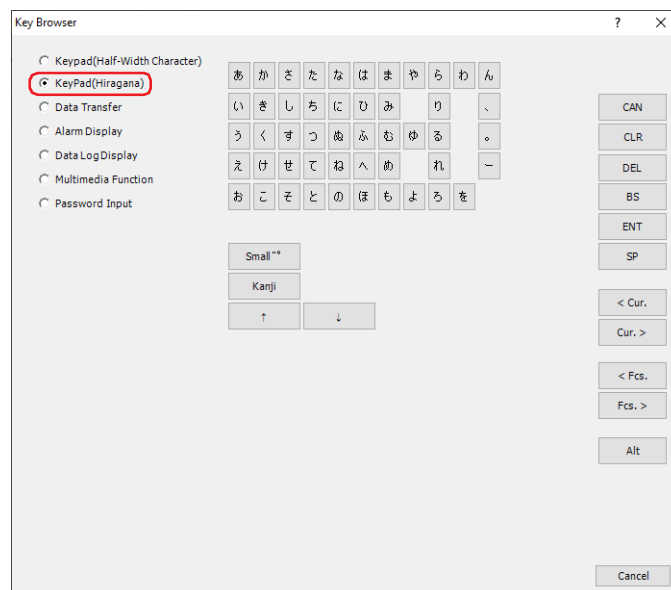 Key Browser ? ×
Keypad(Half-Width Character)
KeyPad(Hiragana)
Data Transfer
Alarm Display
Data Log Display
Multimedia Function
Password Input
あ か さ た な は ま や ら わ ん
い き し ち に ひ み り 、
う く す つ ぬ ふ む ゆ る 。
え け せ て ね へ め れ ー
お こ そ と の ほ も よ ろ を
Small゛゜
Kanji
↑ ↓
CAN
CLR
DEL
BS
ENT
SP
< Cur.
Cur. >
< Fcs.
Fcs. >
Alt
Cancel